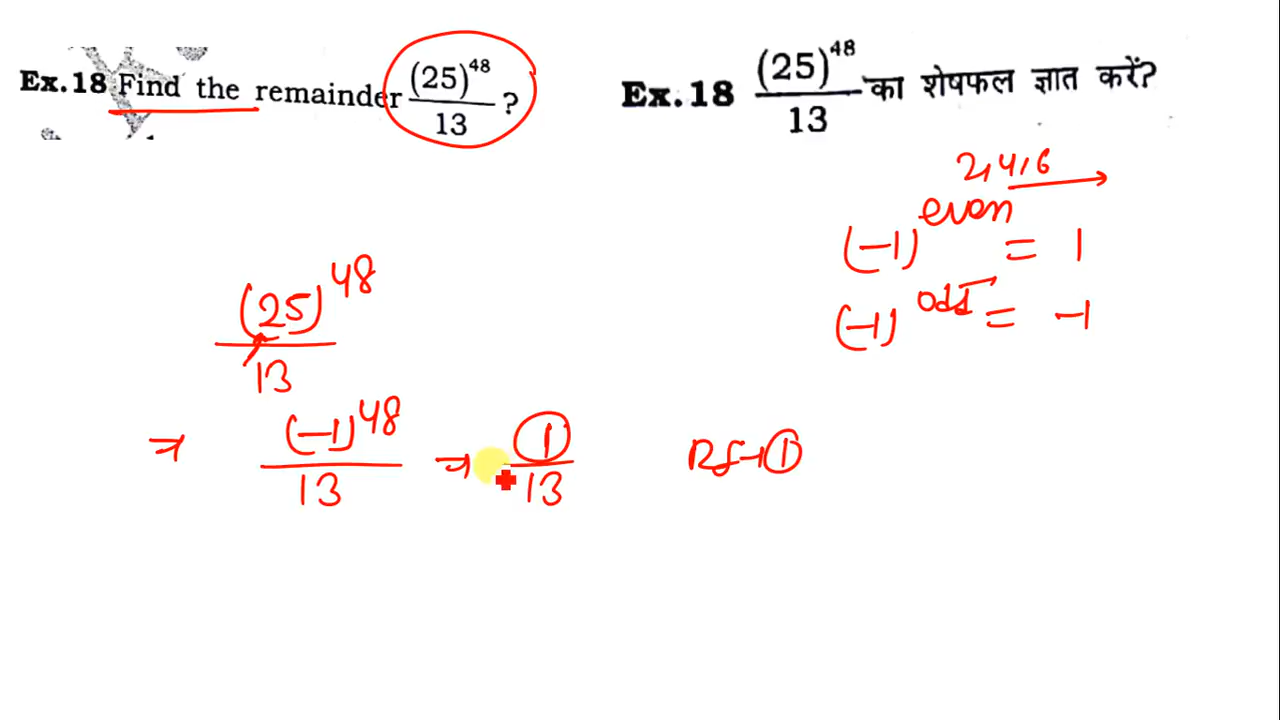 Ex.18 Find the remainder (25)^48 / 13 ?
Ex.18 (25)^48 / 13 का शेषफल ज्ञात करें?
2,4,6 →
(-1)^even = 1
(-1)^odd = -1
(25)^48
13
⇒ (-1)^48 / 13 ⇒ 1 / 13
1